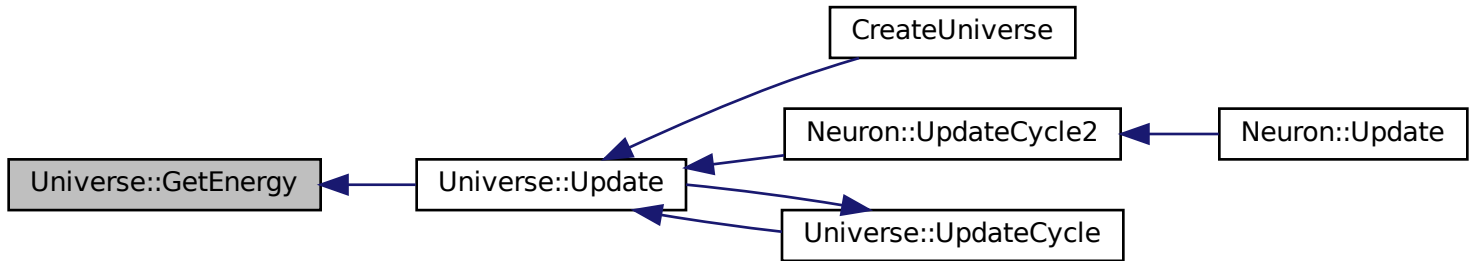 CreateUniverse
Neuron::UpdateCycle2
Neuron::Update
Universe::GetEnergy
Universe::Update
Universe::UpdateCycle